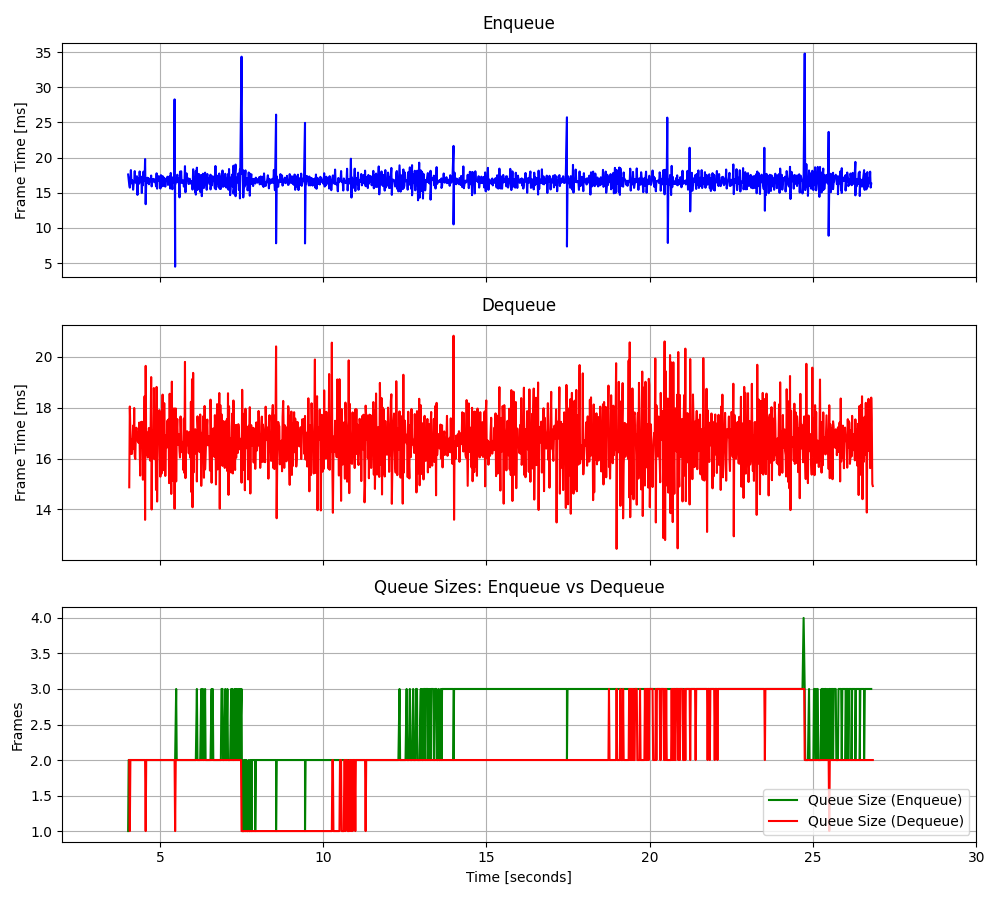 Enqueue
35
30
25
20
15
10
5
Frame Time [ms]
Dequeue
20
18
16
14
Frame Time [ms]
Queue Sizes: Enqueue vs Dequeue
4.0
3.5
3.0
2.5
2.0
1.5
1.0
Frames
Queue Size (Enqueue)
Queue Size (Dequeue)
5 10 15 20 25 30
Time [seconds]